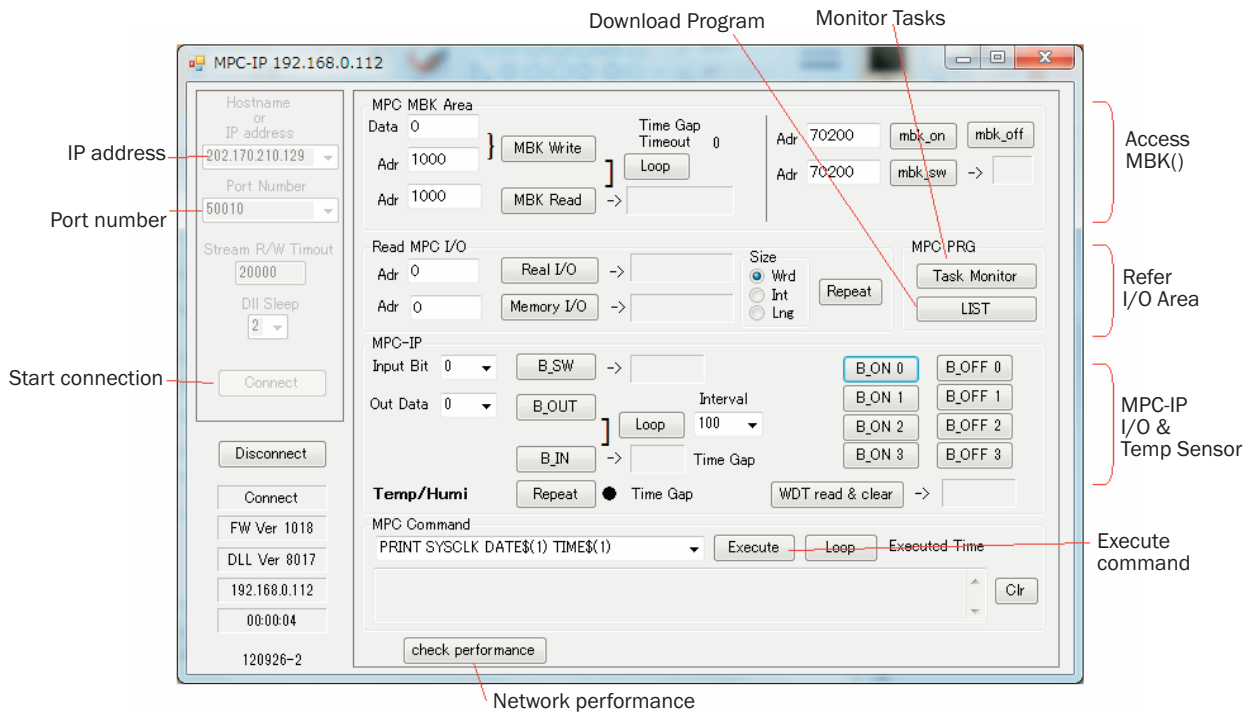 Download Program
Monitor Tasks
MPC-IP 192.168.0.112
IP address
Port number
Start connection
Hostname
or
IP address
202.170.210.129
Port Number
50010
Stream R/W Timout
20000
Dll Sleep
2
Connect
Disconnect
Connect
FW Ver 1018
DLL Ver 8017
192.168.0.112
00:00:04
120926-2
MPC MBK Area
Data 0
Adr 1000
} MBK Write
Time Gap
Timeout 0
] Loop
Adr 1000
MBK Read ->
Adr 70200 mbk_on mbk_off
Adr 70200 mbk_sw ->
Access
MBK()
Read MPC I/O
Adr 0 Real I/O ->
Adr 0 Memory I/O ->
Size
Wrd
Int
Lng
Repeat
MPC PRG
Task Monitor
LIST
Refer
I/O Area
MPC-IP
Input Bit 0 B_SW ->
Out Data 0 B_OUT
] Loop
Interval
100
B_IN -> Time Gap
B_ON 0 B_OFF 0
B_ON 1 B_OFF 1
B_ON 2 B_OFF 2
B_ON 3 B_OFF 3
Temp/Humi Repeat ● Time Gap WDT read & clear ->
MPC-IP
I/O &
Temp Sensor
MPC Command
PRINT SYSCLK DATE$(1) TIME$(1) Execute Loop Executed Time
Clr
Execute
command
check performance
Network performance